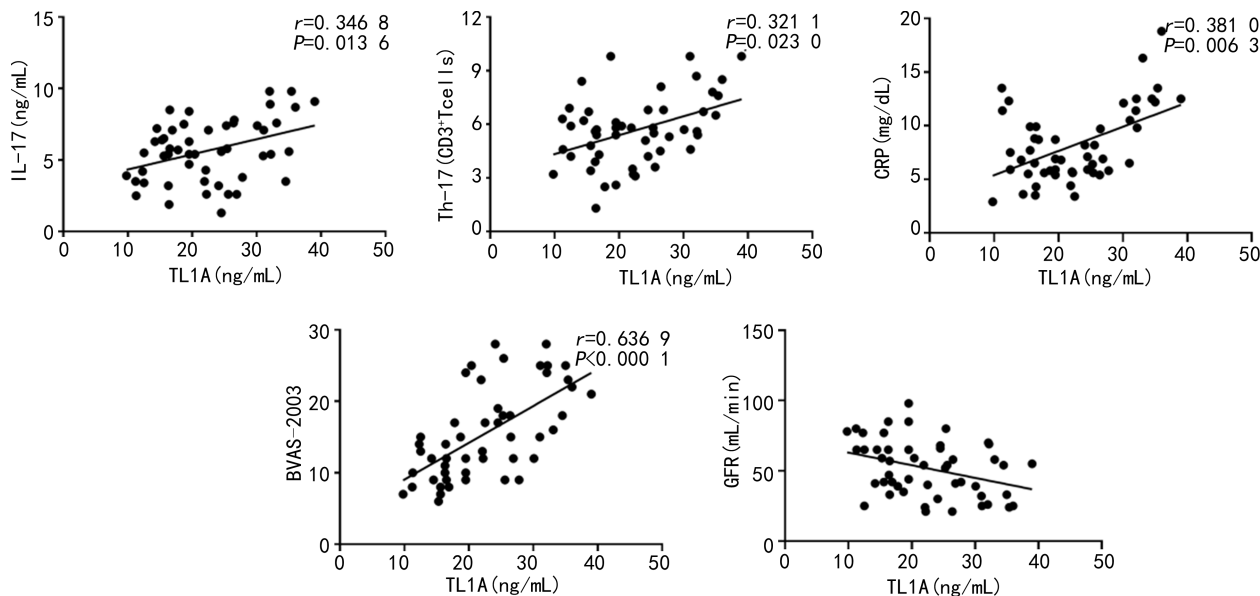 r=0.346 8
P=0.013 6
15
10
5
0
IL-17(ng/mL)
0 10 20 30 40 50
TL1A(ng/mL)
r=0.321 1
P=0.023 0
12
9
6
3
0
Th-17(CD3+Tcells)
0 10 20 30 40 50
TL1A(ng/mL)
r=0.381 0
P=0.006 3
20
15
10
5
0
CRP(mg/dL)
0 10 20 30 40 50
TL1A(ng/mL)
r=0.636 9
P<0.000 1
30
20
10
0
BVAS-2003
0 10 20 30 40 50
TL1A(ng/mL)
150
100
50
0
GFR(mL/min)
0 10 20 30 40 50
TL1A(ng/mL)